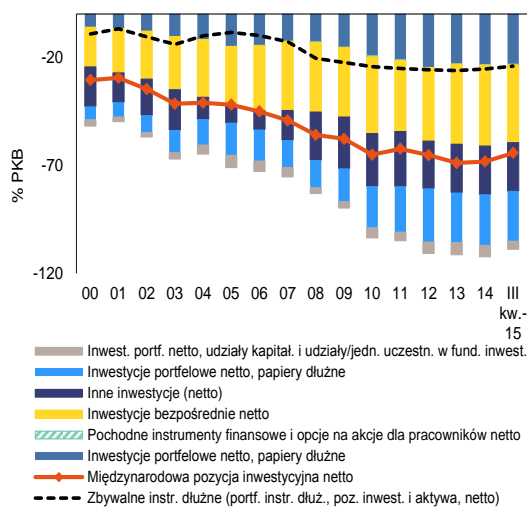 % PKB
-20
-70
-120
00 01 02 03 04 05 06 07 08 09 10 11 12 13 14 III
kw.-
15
Inwest. portf. netto, udziały kapitał. i udziały/jedn. uczestn. w fund. inwest.
Inwestycje portfelowe netto, papiery dłużne
Inne inwestycje (netto)
Inwestycje bezpośrednie netto
Pochodne instrumenty finansowe i opcje na akcje dla pracowników netto
Inwestycje portfelowe netto, papiery dłużne
Międzynarodowa pozycja inwestycyjna netto
Zbywalne instr. dłużne (portf. instr. dłuż., poz. inwest. i aktywa, netto)